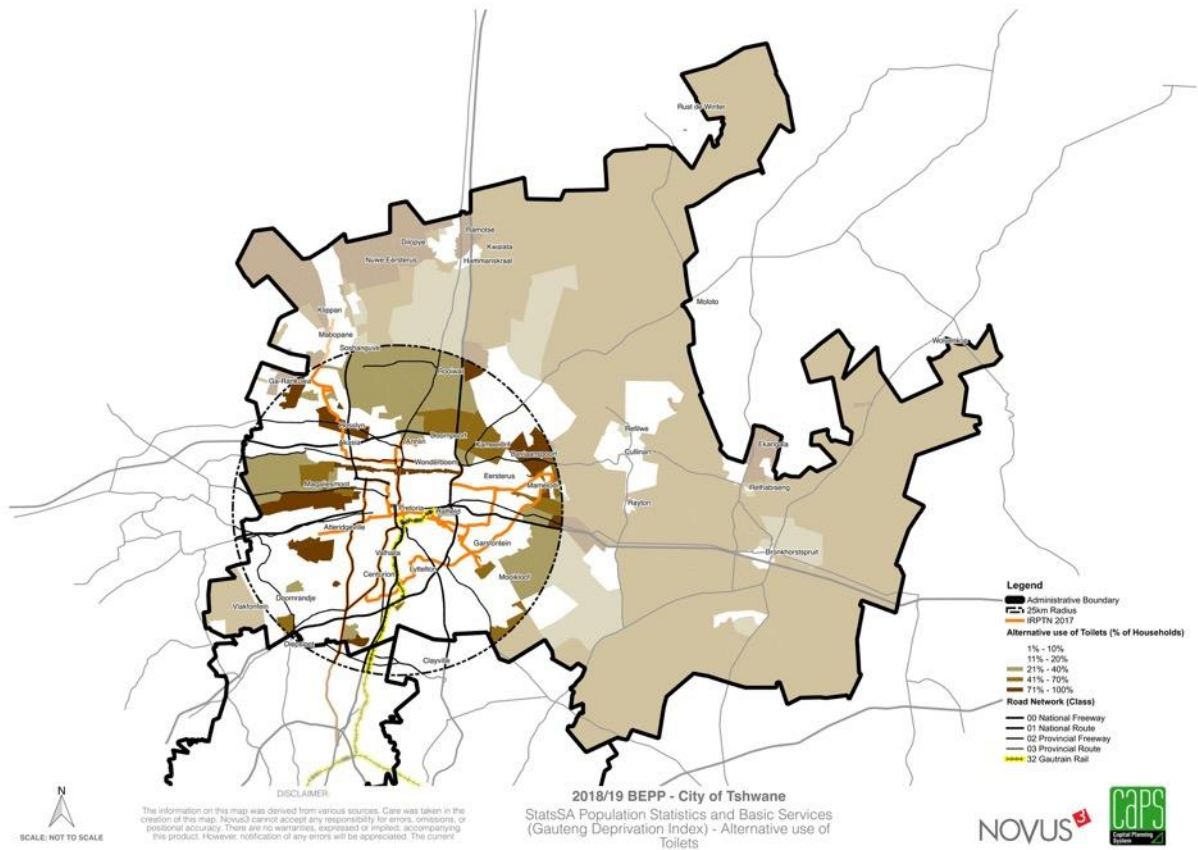 Rust de Winter
Ramotse
Dilopye
Kwalata
Nuwe Eersterus
Hammanskraal
Moloto
Klippan
Mabopane
Soshanguve
Rooiwal
Ga-Rankuwa
Rosslyn
Akasia
Annlin
Doornpoort
Kameeldrift
Wonderboom
Eersterus
Mamelodi
Magaliesmoot
Refilwe
Cullinan
Rayton
Ekangala
Rethabiseng
Pretoria
Hatfield
Atteridgeville
Garsfontein
Valhalla
Centurion
Lyttelton
Mooikloof
Bronkhorstspruit
Vlakfontein
Doornrandje
Diepsloot
Clayville
Legend
Administrative Boundary
25km Radius
IRPTN 2017
Alternative use of Toilets (% of Households)
1% - 10%
11% - 20%
21% - 40%
41% - 70%
71% - 100%
Road Network (Class)
00 National Freeway
01 National Route
02 Provincial Freeway
03 Provincial Route
32 Gautrain Rail
N
SCALE: NOT TO SCALE
DISCLAIMER:
The information on this map was derived from various sources. Care was taken in the
creation of this map. Novus3 cannot accept any responsibility for errors, omissions, or
positional accuracy. There are no warranties, expressed or implied, accompanying
this product. However, notification of any errors will be appreciated. The current
2018/19 BEPP - City of Tshwane
StatsSA Population Statistics and Basic Services
(Gauteng Deprivation Index) - Alternative use of
Toilets
NOVUS3
CaPS
Capital Planning
System